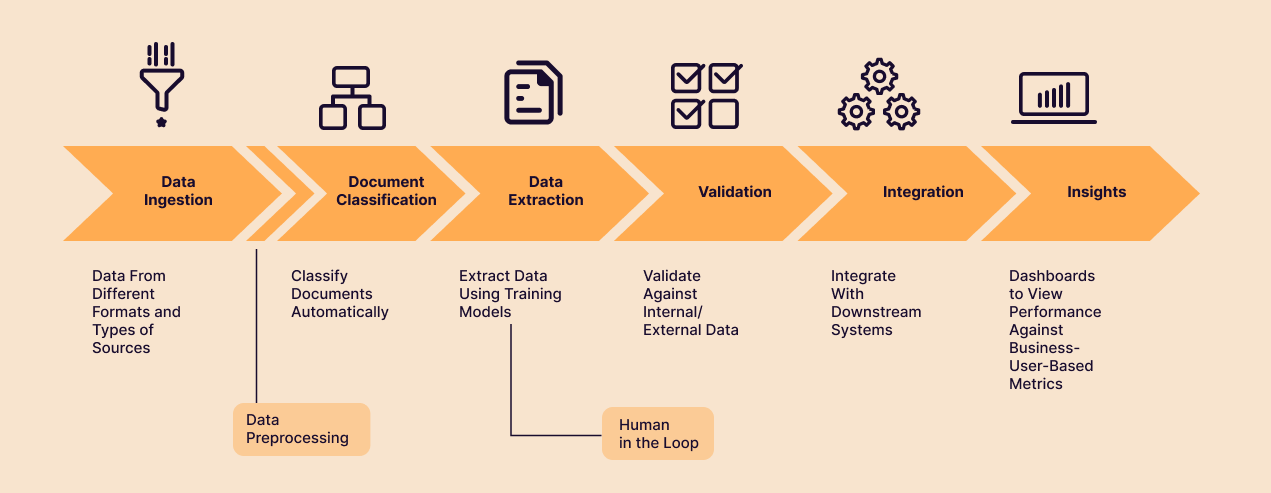 Data
Ingestion
Document
Classification
Data
Extraction
Validation
Integration
Insights
Data From
Different
Formats and
Types of
Sources
Classify
Documents
Automatically
Extract Data
Using Training
Models
Validate
Against
Internal/
External Data
Integrate
With
Downstream
Systems
Dashboards
to View
Performance
Against
Business-
User-Based
Metrics
Data
Preprocessing
Human
in the Loop